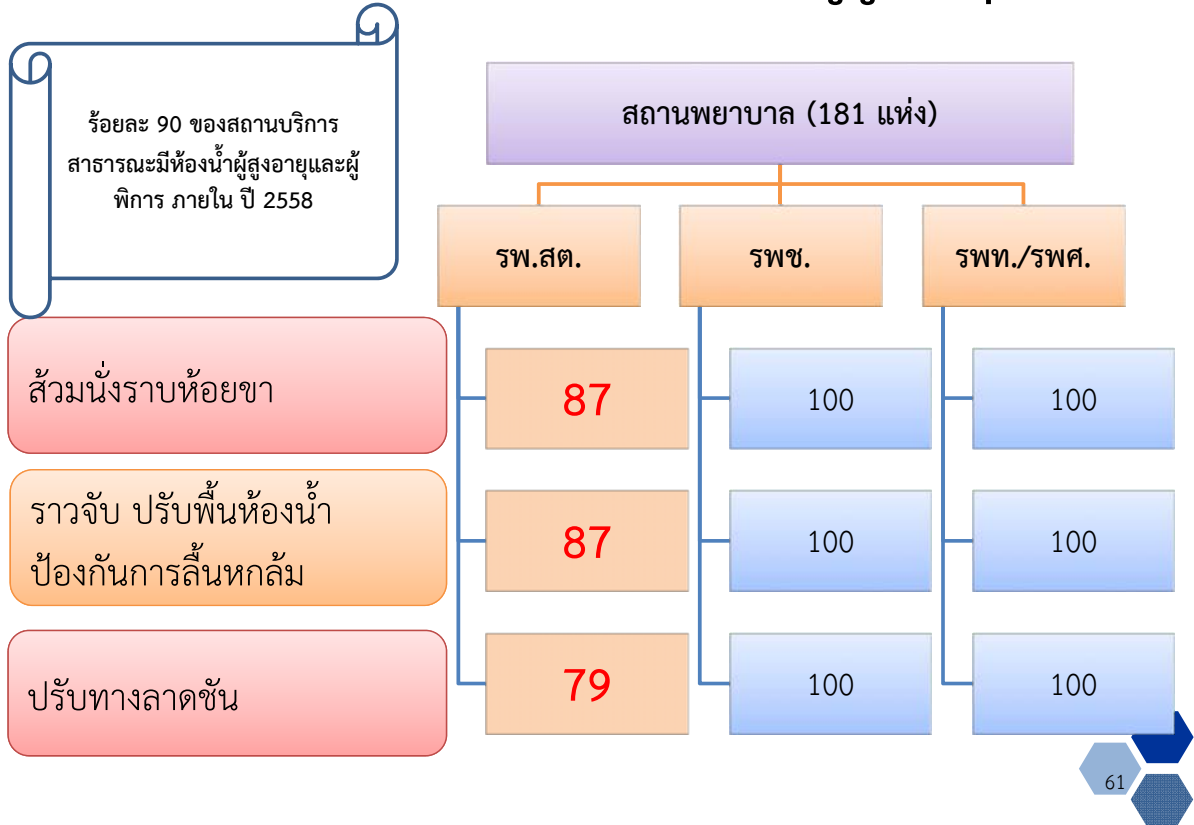 ร้อยละ 90 ของสถานบริการ
สาธารณะมีห้องน้ำผู้สูงอายุและผู้
พิการ ภายใน ปี 2558
สถานพยาบาล (181 แห่ง)
รพ.สต.
รพช.
รพท./รพศ.
ส้วมนั่งราบห้อยขา
87
100
100
ราวจับ ปรับพื้นห้องน้ำ
ป้องกันการลื้นหกล้ม
87
100
100
ปรับทางลาดชัน
79
100
100
61